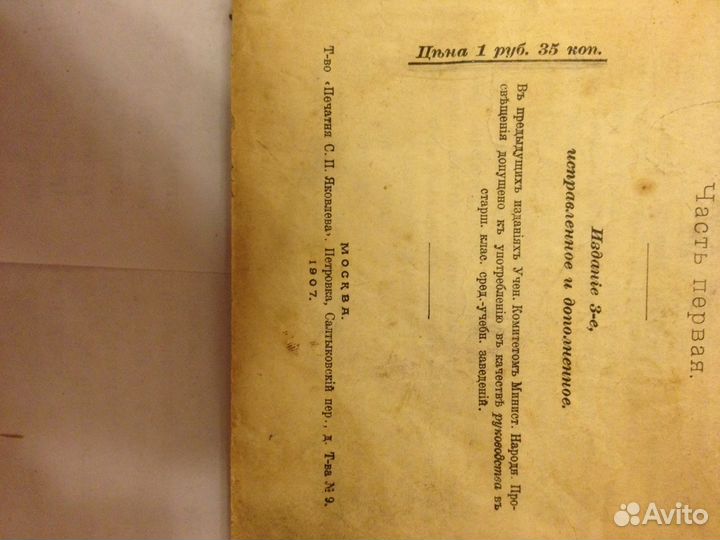 Часть первая.
Изданіе 3-е,
исправленное и дополненное.
Въ предыдущихъ изданіяхъ Учен. Комитетомъ Минист. Народн. Про-
свѣщенія допущено къ употребленію въ качествѣ руководства въ
старш. клас. сред.-учебн. заведеній.
Цѣна 1 руб. 35 коп.
МОСКВА.
Т-во «Печатня С. П. Яковлева». Петровка, Салтыковскій пер., д. Т-ва № 9.
1907.
Avito